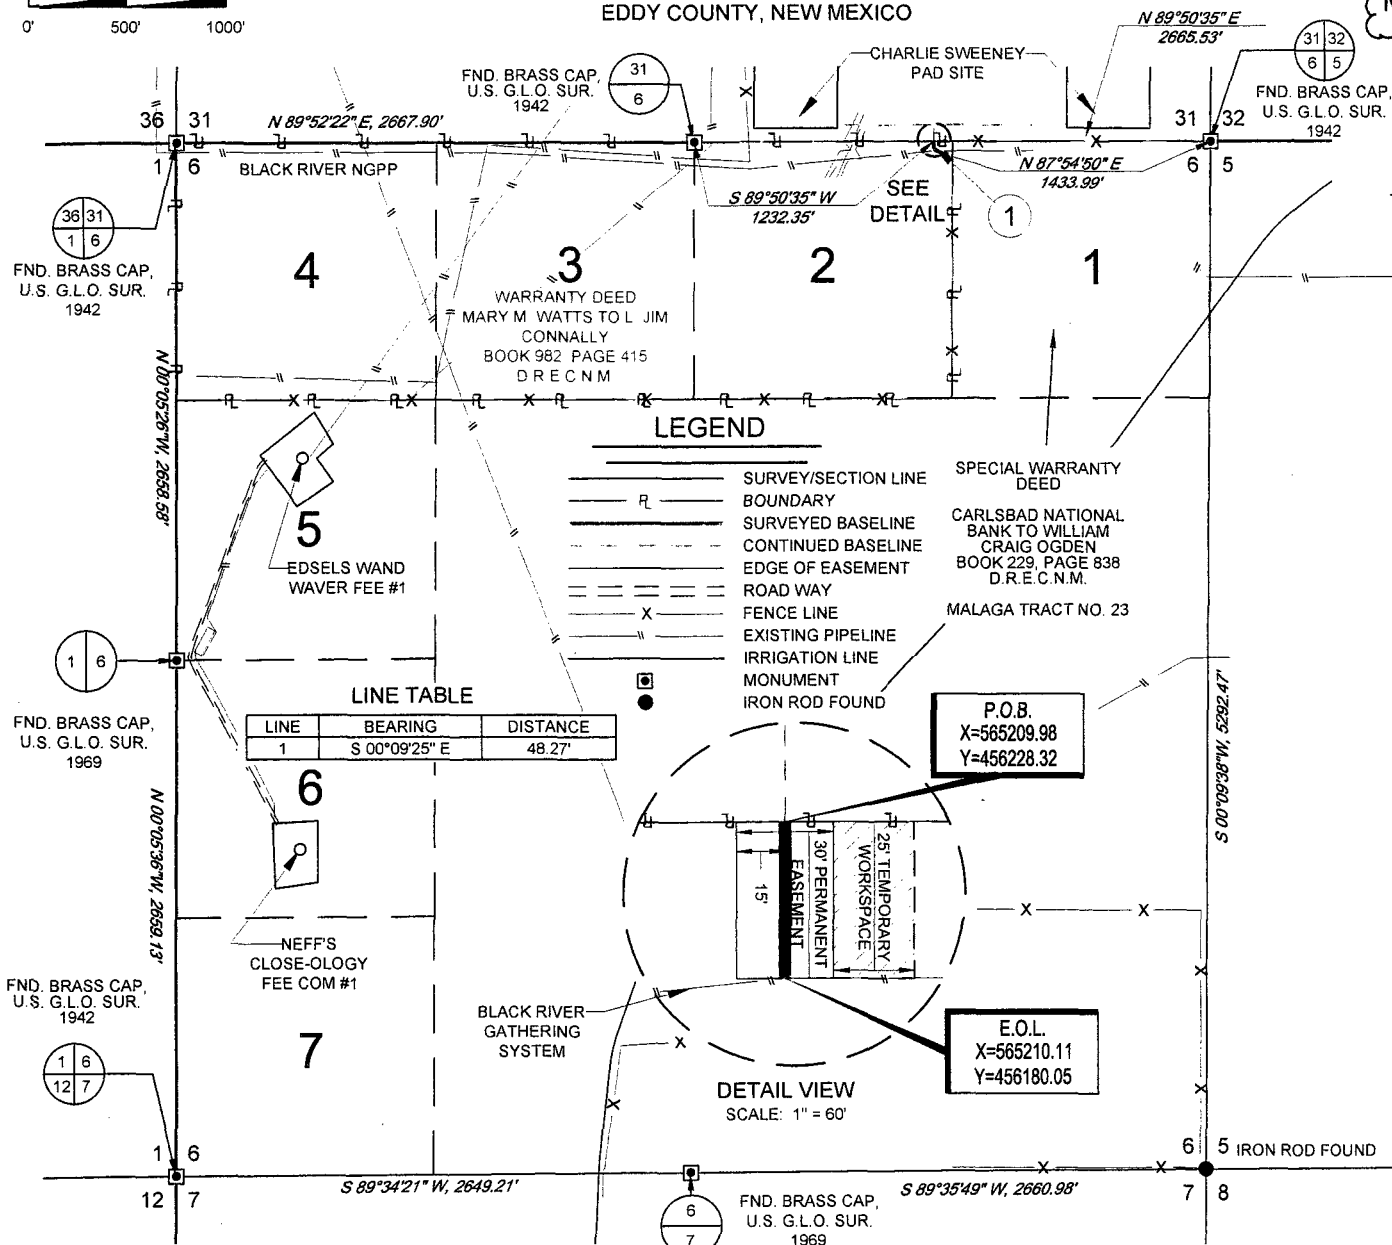 EDDY COUNTY, NEW MEXICO
0'
500'
1000'
N 89°50'35" E
2665.53'
CHARLIE SWEENEY
PAD SITE
31 32
6 5
FND. BRASS CAP,
U.S. G.L.O. SUR.
1942
31
6
FND. BRASS CAP,
U.S. G.L.O. SUR.
1942
36 31
N 89°52'22" E, 2667.90'
31 32
1 6
BLACK RIVER NGPP
N 87°54'50" E
1433.99'
6 5
S 89°50'35" W
1232.35'
SEE
DETAIL
1
36 31
1 6
FND. BRASS CAP,
U.S. G.L.O. SUR.
1942
4
3
2
1
WARRANTY DEED
MARY M WATTS TO L JIM
CONNALLY
BOOK 982 PAGE 415
D R E C N M
N 00°05'26"W, 2658.58'
LEGEND
SURVEY/SECTION LINE
BOUNDARY
SURVEYED BASELINE
CONTINUED BASELINE
EDGE OF EASEMENT
ROAD WAY
X FENCE LINE
EXISTING PIPELINE
IRRIGATION LINE
MONUMENT
IRON ROD FOUND
SPECIAL WARRANTY
DEED
CARLSBAD NATIONAL
BANK TO WILLIAM
CRAIG OGDEN
BOOK 229, PAGE 838
D.R.E.C.N.M.
MALAGA TRACT NO. 23
5
EDSELS WAND
WAVER FEE #1
1 6
FND. BRASS CAP,
U.S. G.L.O. SUR.
1969
LINE TABLE
LINE BEARING DISTANCE
1 S 00°09'25" E 48.27'
6
P.O.B.
X=565209.98
Y=456228.32
S 00°09'38"W, 5292.47'
15'
30' PERMANENT
EASEMENT
25' TEMPORARY
WORKSPACE
N 00°05'36"W, 2659.13'
NEFF'S
CLOSE-OLOGY
FEE COM #1
FND. BRASS CAP,
U.S. G.L.O. SUR.
1942
1 6
12 7
7
BLACK RIVER
GATHERING
SYSTEM
E.O.L.
X=565210.11
Y=456180.05
DETAIL VIEW
SCALE: 1" = 60'
1 6
12 7
S 89°34'21" W, 2649.21'
S 89°35'49" W, 2660.98'
6 5
7 8
IRON ROD FOUND
6
7
FND. BRASS CAP,
U.S. G.L.O. SUR.
1969